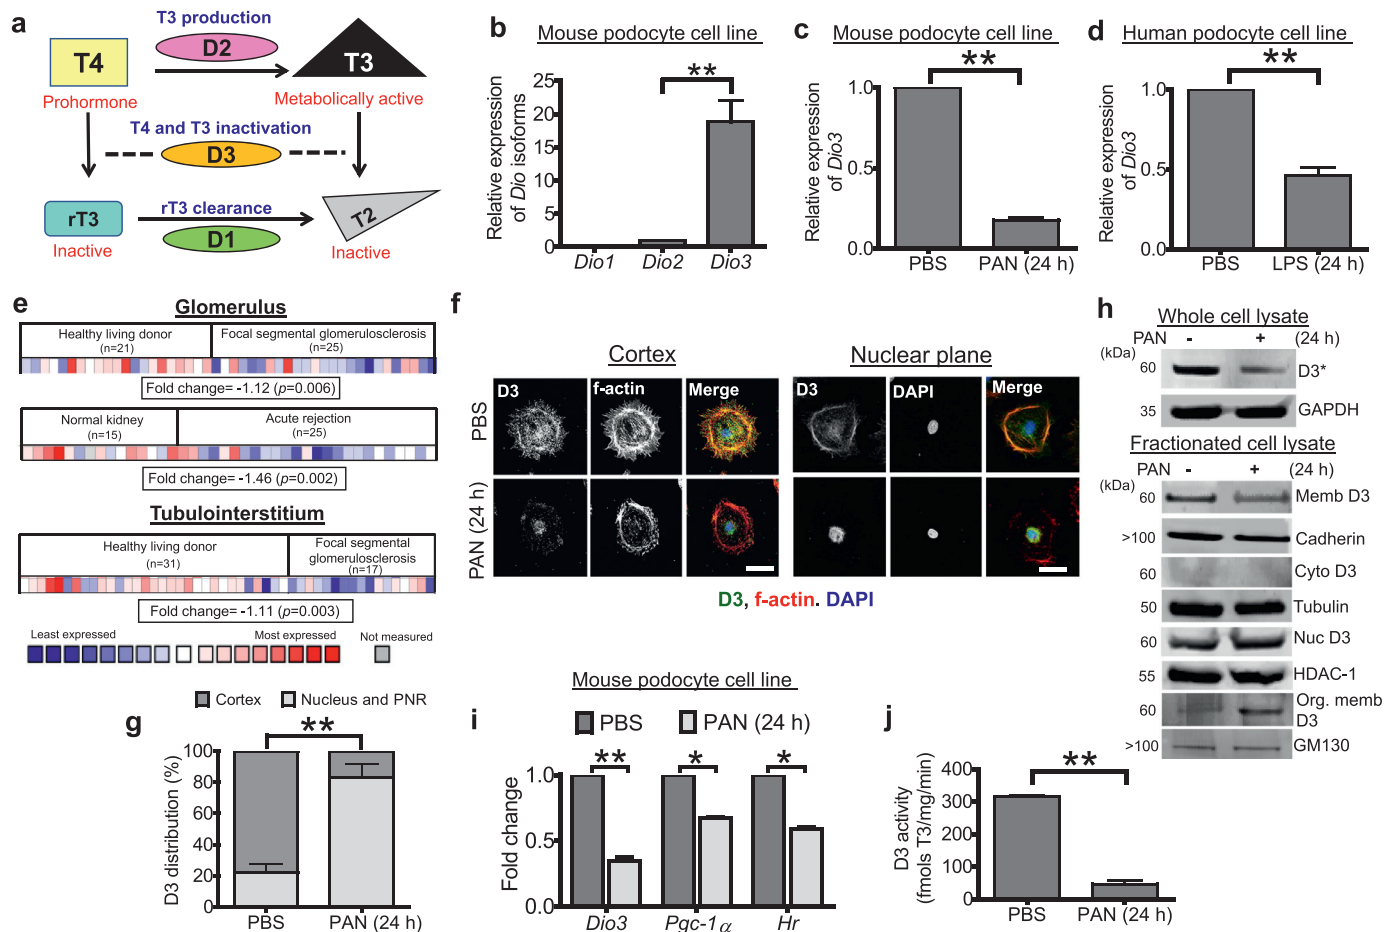 a
T3 production
T4
D2
T3
Prohormone
Metabolically active
T4 and T3 inactivation
D3
rT3
rT3 clearance
T2
D1
Inactive
Inactive
b
Mouse podocyte cell line
**
Relative expression
of Dio isoforms
25
20
15
10
5
0
Dio1 Dio2 Dio3
c
Mouse podocyte cell line
**
Relative expression
of Dio3
1.0
0.5
0.0
PBS PAN (24 h)
d
Human podocyte cell line
**
Relative expression
of Dio3
1.0
0.5
0.0
PBS LPS (24 h)
e
Glomerulus
Healthy living donor
(n=21)
Focal segmental glomerulosclerosis
(n=25)
Fold change= -1.12 (p=0.006)
Normal kidney
(n=15)
Acute rejection
(n=25)
Fold change= -1.46 (p=0.002)
Tubulointerstitium
Healthy living donor
(n=31)
Focal segmental
glomerulosclerosis
(n=17)
Fold change= -1.11 (p=0.003)
Least expressed
Most expressed
Not measured
f
Cortex
Nuclear plane
D3 f-actin Merge
D3 DAPI Merge
PBS
PAN (24 h)
D3, f-actin. DAPI
g
Cortex
Nucleus and PNR
**
D3 distribution (%)
100
80
60
40
20
0
PBS PAN (24 h)
h
Whole cell lysate
PAN - + (24 h)
(kDa)
60 D3*
35 GAPDH
Fractionated cell lysate
PAN - + (24 h)
(kDa)
60 Memb D3
>100 Cadherin
Cyto D3
50 Tubulin
60 Nuc D3
55 HDAC-1
60 Org. memb
D3
>100 GM130
i
Mouse podocyte cell line
PBS PAN (24 h)
** * *
Fold change
1.0
0.5
0.0
Dio3 Pgc-1α Hr
j
**
D3 activity
(fmols T3/mg/min)
400
300
200
100
0
PBS PAN (24 h)